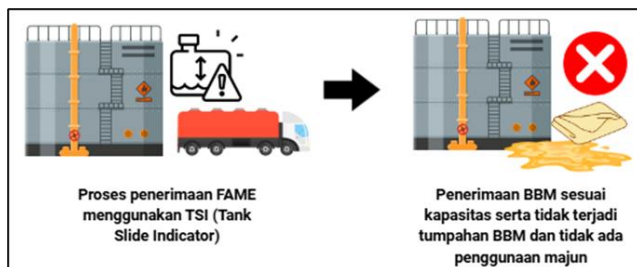 Proses penerimaan FAME
menggunakan TSI (Tank
Slide Indicator)
Penerimaan BBM sesuai
kapasitas serta tidak terjadi
tumpahan BBM dan tidak ada
penggunaan majun